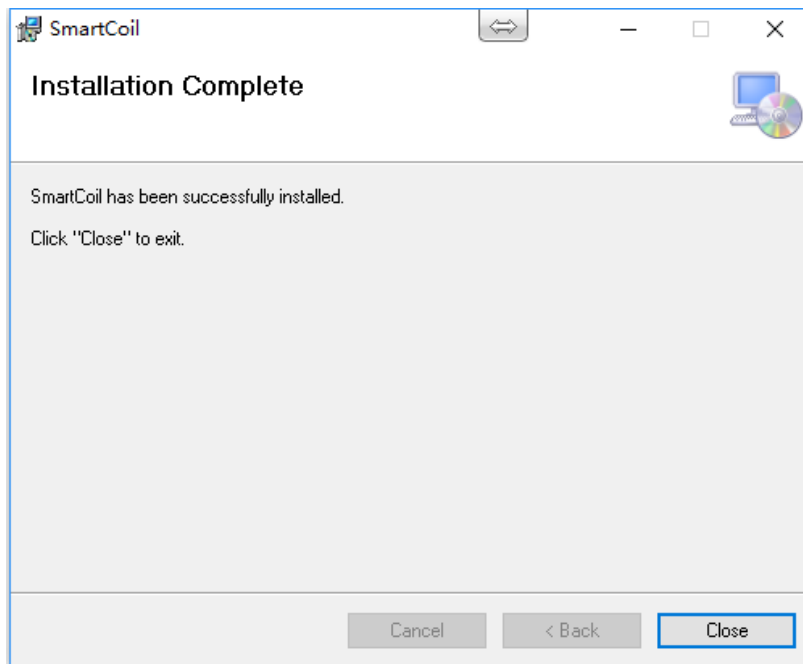 SmartCoil
Installation Complete
SmartCoil has been successfully installed.
Click "Close" to exit.
Cancel
< Back
Close